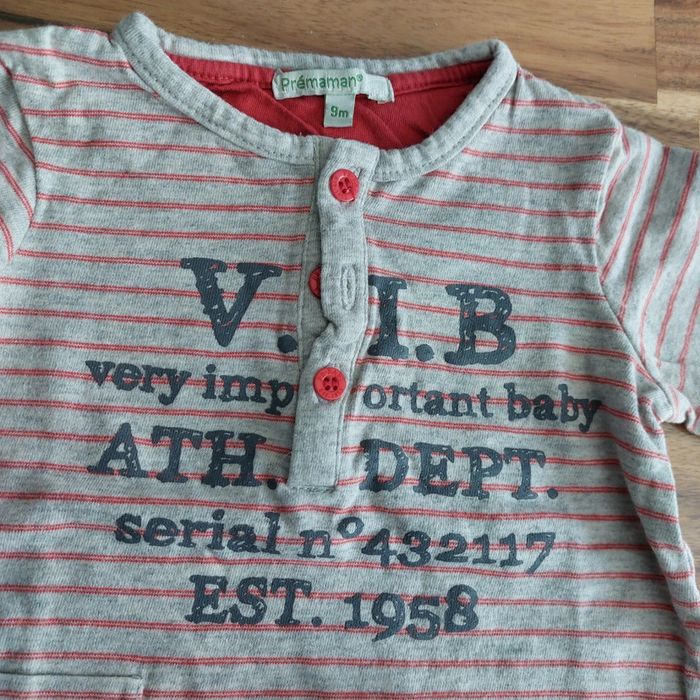 Prémaman®
9m
V.I.B
very important baby
ATH. DEPT.
serial n°432117
EST. 1958